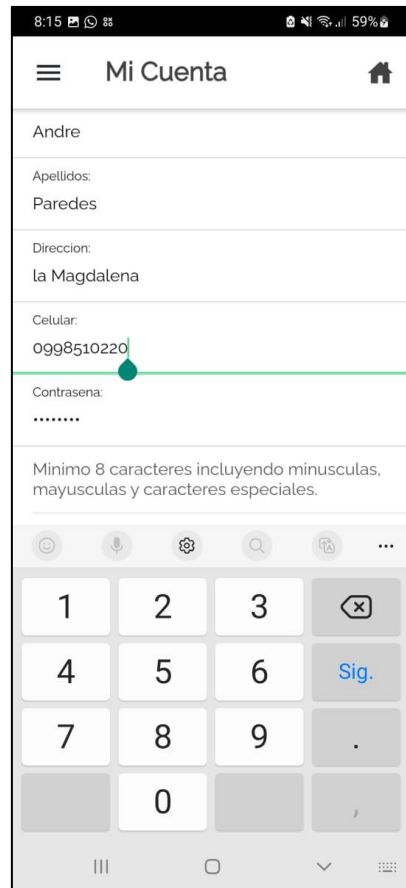 8:15 59%
Mi Cuenta
Andre
Apellidos:
Paredes
Direccion:
la Magdalena
Celular:
0998510220
Contrasena:
••••••••
Minimo 8 caracteres incluyendo minusculas,
mayusculas y caracteres especiales.
1 2 3
4 5 6 Sig.
7 8 9 .
0 ,